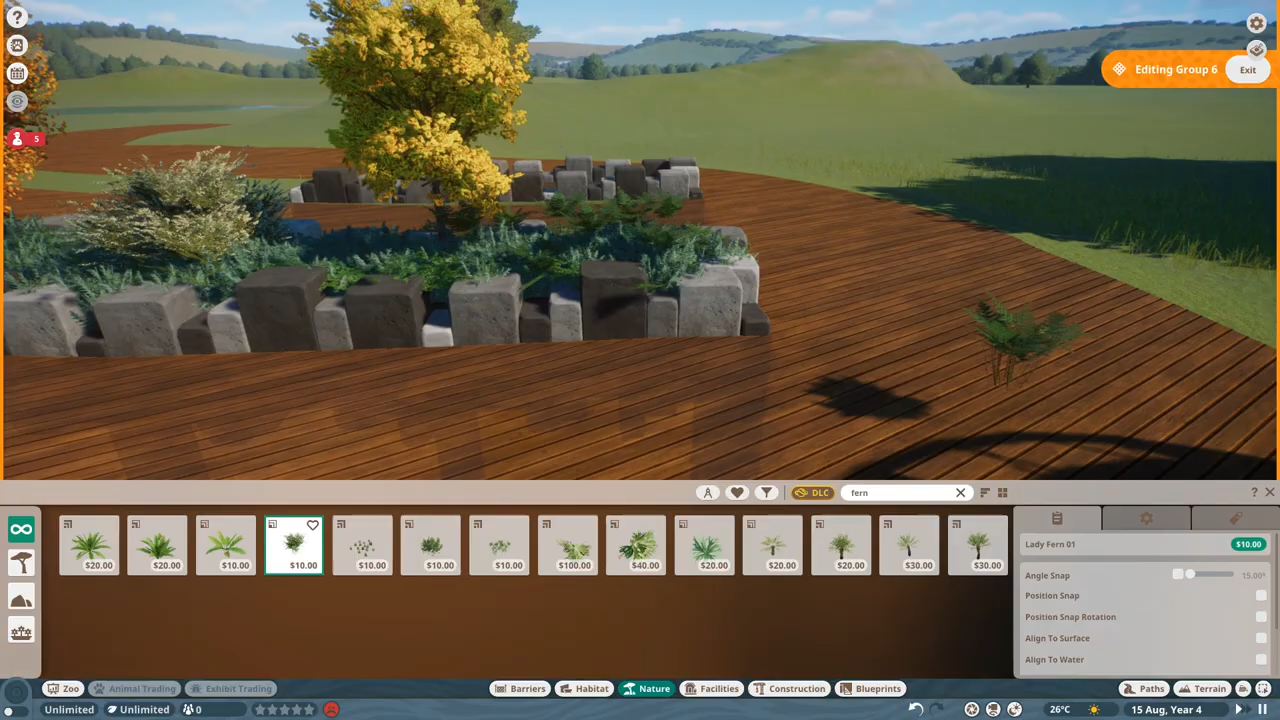 ?
Editing Group 6 Exit
5
DLC fern ?
$20.00 $20.00 $10.00 $10.00 $10.00 $10.00 $10.00 $100.00 $40.00 $20.00 $20.00 $20.00 $30.00 $30.00
Lady Fern 01 $10.00
Angle Snap 15.00°
Position Snap
Position Snap Rotation
Align To Surface
Align To Water
Zoo Animal Trading Exhibit Trading Barriers Habitat Nature Facilities Construction Blueprints Paths Terrain
Unlimited Unlimited 0 26°C 15 Aug, Year 4